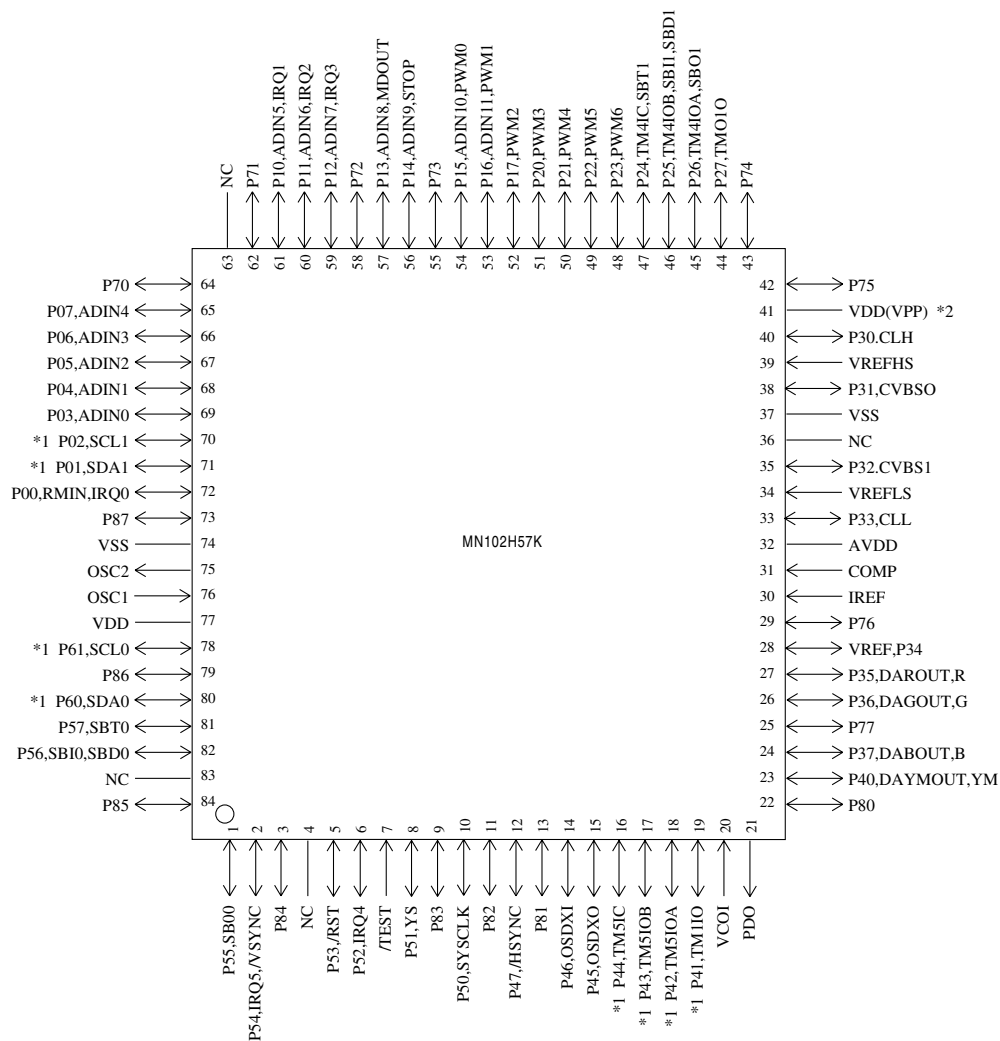 NC
P71
P10,ADIN5,IRQ1
P11,ADIN6,IRQ2
P12,ADIN7,IRQ3
P72
P13,ADIN8,MDOUT
P14,ADIN9,STOP
P73
P15,ADIN10,PWM0
P16,ADIN11,PWM1
P17,PWM2
P20,PWM3
P21,PWM4
P22,PWM5
P23,PWM6
P24,TM4IC,SBT1
P25,TM4IOB,SBI1,SBD1
P26,TM4IOA,SBO1
P27,TMO1O
P74
63
62
61
60
59
58
57
56
55
54
53
52
51
50
49
48
47
46
45
44
43
P70 64
P07,ADIN4 65
P06,ADIN3 66
P05,ADIN2 67
P04,ADIN1 68
P03,ADIN0 69
*1 P02,SCL1 70
*1 P01,SDA1 71
P00,RMIN,IRQ0 72
P87 73
VSS 74
OSC2 75
OSC1 76
VDD 77
*1 P61,SCL0 78
P86 79
*1 P60,SDA0 80
P57,SBT0 81
P56,SBI0,SBD0 82
NC 83
P85 84
MN102H57K
42 P75
41 VDD(VPP) *2
40 P30.CLH
39 VREFHS
38 P31,CVBSO
37 VSS
36 NC
35 P32.CVBS1
34 VREFLS
33 P33,CLL
32 AVDD
31 COMP
30 IREF
29 P76
28 VREF,P34
27 P35,DAROUT,R
26 P36,DAGOUT,G
25 P77
24 P37,DABOUT,B
23 P40,DAYMOUT,YM
22 P80
1
2
3
4
5
6
7
8
9
10
11
12
13
14
15
16
17
18
19
20
21
P55,SB00
P54,IRQ5,/VSYNC
P84
NC
P53,/RST
P52,IRQ4
/TEST
P51,YS
P83
P50,SYSCLK
P82
P47,/HSYNC
P81
P46,OSDXI
P45,OSDXO
*1 P44,TM5IC
*1 P43,TM5IOB
*1 P42,TM5IOA
*1 P41,TM1IO
VCOI
PDO